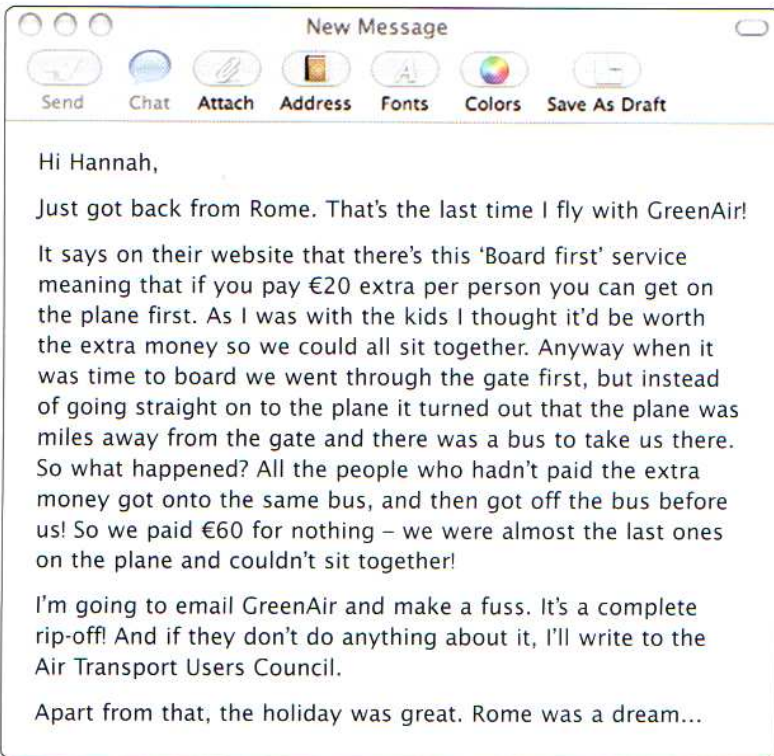 New Message
Send Chat Attach Address Fonts Colors Save As Draft
Hi Hannah,
Just got back from Rome. That's the last time I fly with GreenAir!
It says on their website that there's this ‘Board first’ service
meaning that if you pay €20 extra per person you can get on
the plane first. As I was with the kids I thought it'd be worth
the extra money so we could all sit together. Anyway when it
was time to board we went through the gate first, but instead
of going straight on to the plane it turned out that the plane was
miles away from the gate and there was a bus to take us there.
So what happened? All the people who hadn't paid the extra
money got onto the same bus, and then got off the bus before
us! So we paid €60 for nothing – we were almost the last ones
on the plane and couldn't sit together!
I'm going to email GreenAir and make a fuss. It's a complete
rip-off! And if they don't do anything about it, I'll write to the
Air Transport Users Council.
Apart from that, the holiday was great. Rome was a dream...